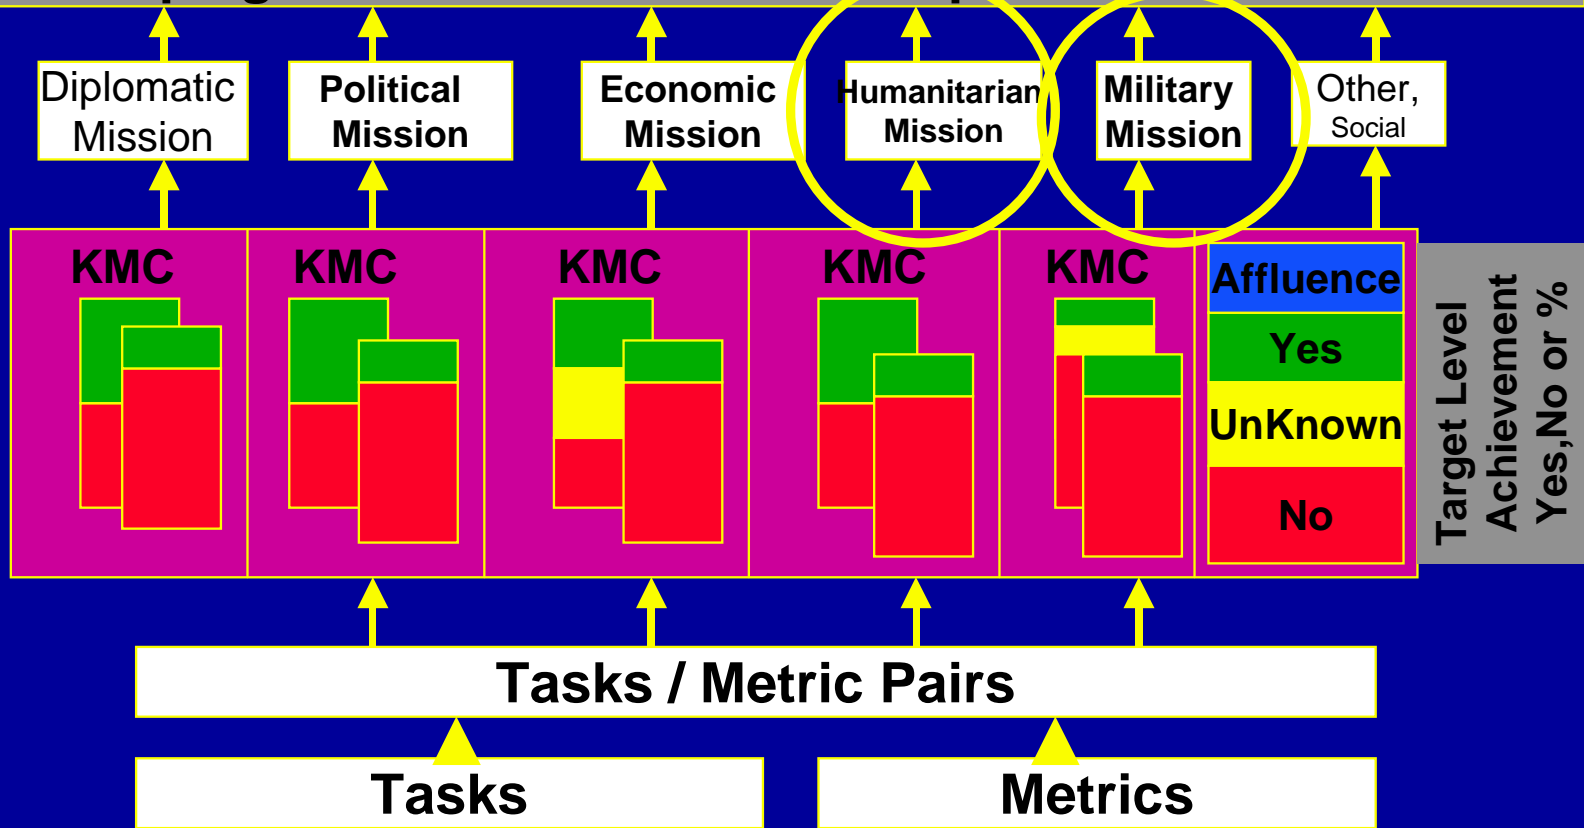 Diplomatic
Mission
Political
Mission
Economic
Mission
Humanitarian
Mission
Military
Mission
Other,
Social
KMC
KMC
KMC
KMC
KMC
Affluence
Yes
UnKnown
No
Target Level
Achievement
Yes,No or %
Tasks / Metric Pairs
Tasks
Metrics